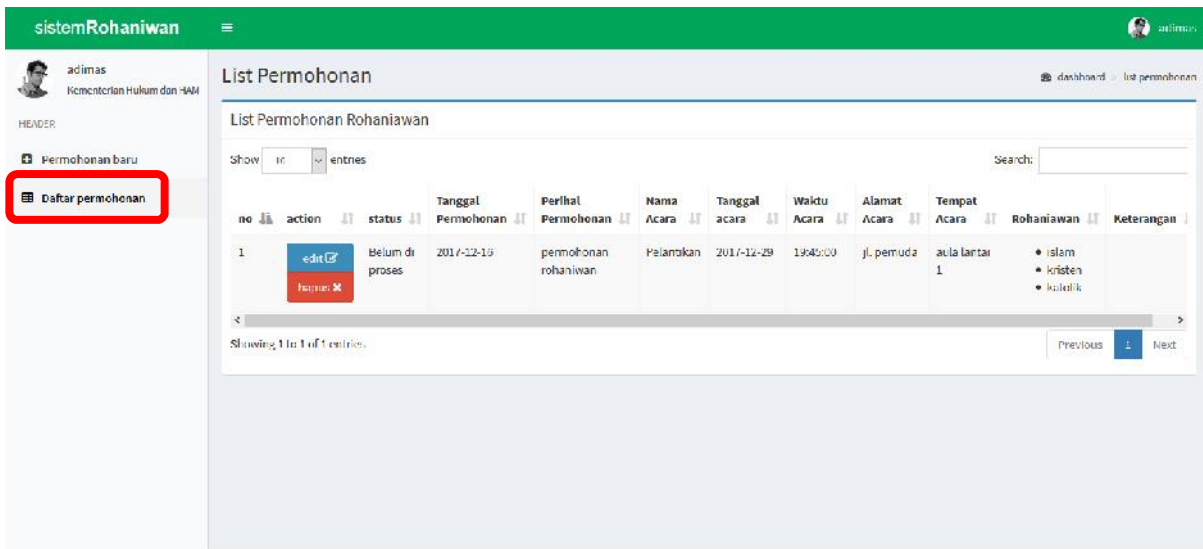 sistemRohaniwan
adimas
adimas
Kementerian Hukum dan HAM
HEADER
Permohonan baru
Daftar permohonan
List Permohonan
dashboard > list permohonan
List Permohonan Rohaniawan
Show 10 entries
Search:
no action status Tanggal Permohonan Perihal Permohonan Nama Acara Tanggal acara Waktu Acara Alamat Acara Tempat Acara Rohaniawan Keterangan
1 edit hapus Belum di proses 2017-12-16 permohonan rohaniwan Pelantikan 2017-12-29 19:45:00 jl. pemuda aula lantai 1 islam kristen katolik
Showing 1 to 1 of 1 entries
Previous 1 Next